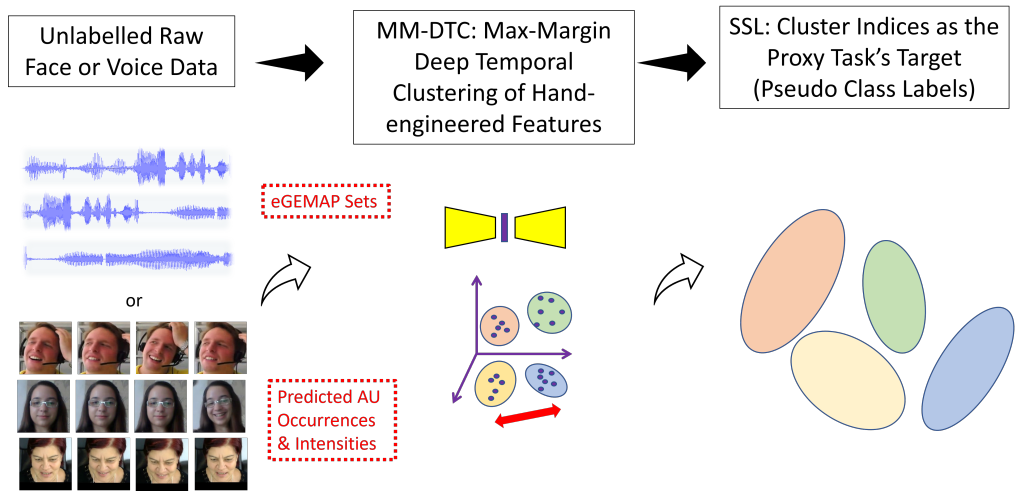 Unlabelled Raw
Face or Voice Data
MM-DTC: Max-Margin
Deep Temporal
Clustering of Hand-
engineered Features
SSL: Cluster Indices as the
Proxy Task's Target
(Pseudo Class Labels)
eGEMAP Sets
or
Predicted AU
Occurrences
& Intensities